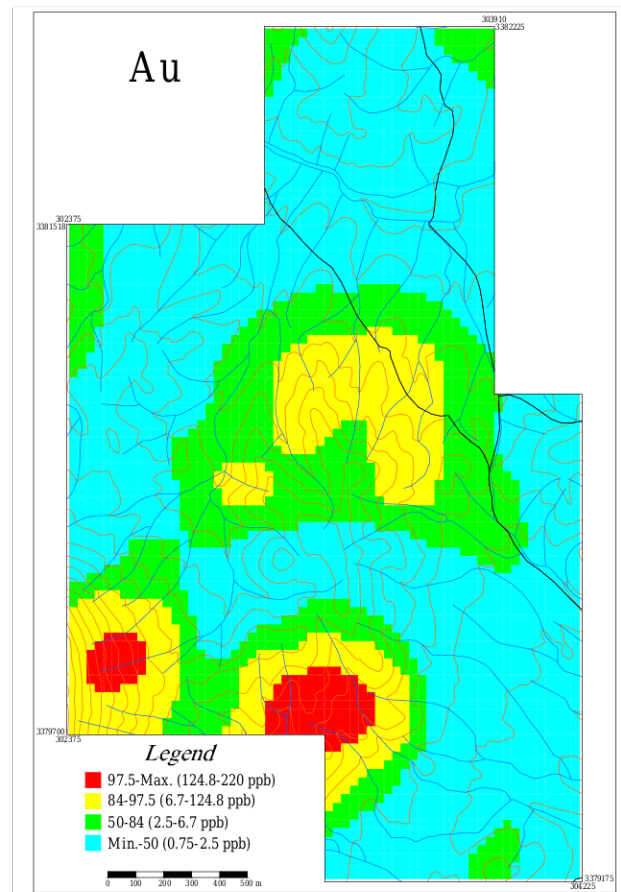 303910
3382225
Au
302375
3381518
3379700
302375
Legend
97.5-Max. (124.8-220 ppb)
84-97.5 (6.7-124.8 ppb)
50-84 (2.5-6.7 ppb)
Min.-50 (0.75-2.5 ppb)
0 100 200 300 400 500 m
3379175
304225